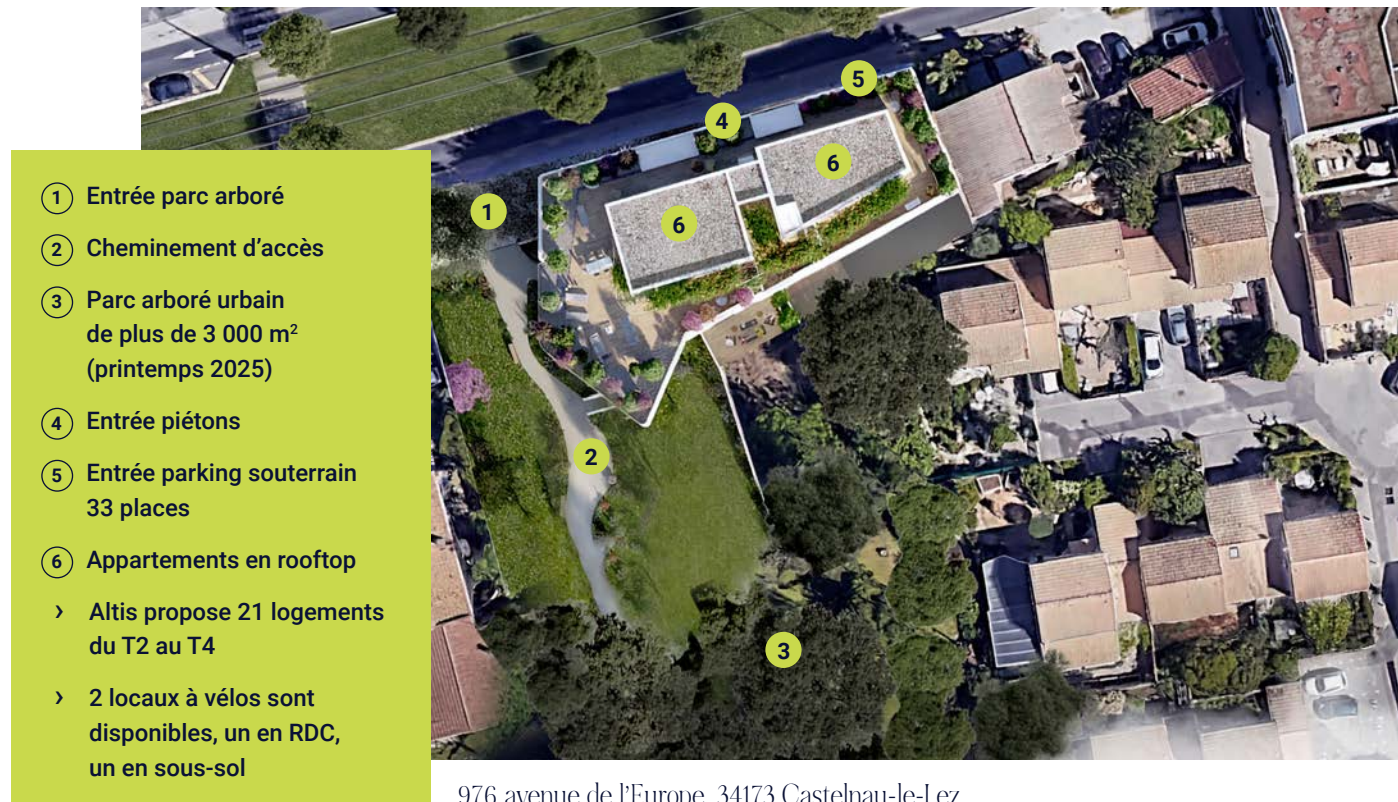 1 Entrée parc arboré
2 Cheminement d'accès
3 Parc arboré urbain
de plus de 3 000 m²
(printemps 2025)
4 Entrée piétons
5 Entrée parking souterrain
33 places
6 Appartements en rooftop
› Altis propose 21 logements
du T2 au T4
› 2 locaux à vélos sont
disponibles, un en RDC,
un en sous-sol
5
4
6
1
6
2
3
976 avenue de l'Europe, 34173 Castelnau-le-Lez